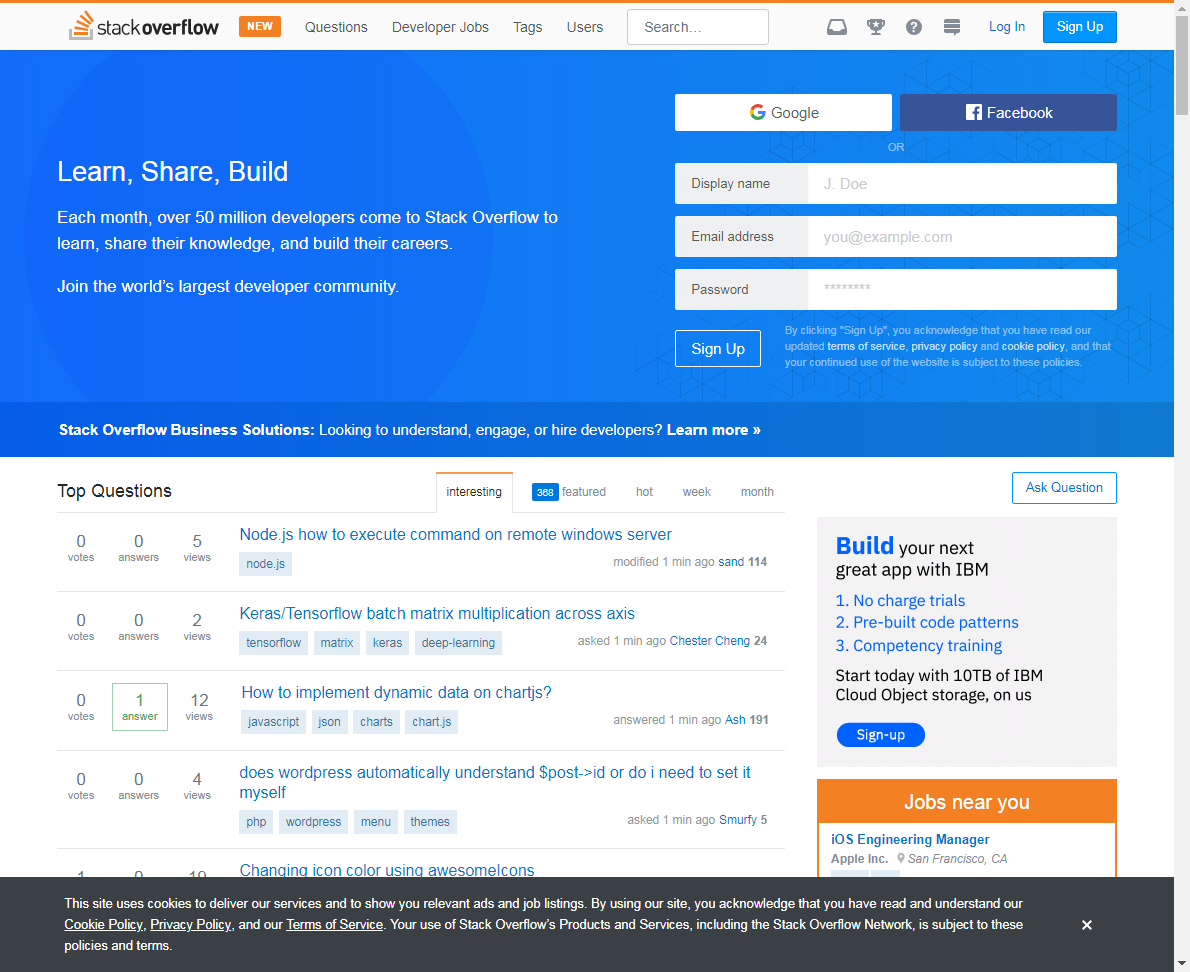 stackoverflow NEW Questions Developer Jobs Tags Users Search... Log In Sign Up
Google Facebook
OR
Learn, Share, Build
Each month, over 50 million developers come to Stack Overflow to
learn, share their knowledge, and build their careers.
Join the world's largest developer community.
Display name J. Doe
Email address you@example.com
Password ********
Sign Up
By clicking "Sign Up", you acknowledge that you have read our
updated terms of service, privacy policy and cookie policy, and that
your continued use of the website is subject to these policies.
Stack Overflow Business Solutions: Looking to understand, engage, or hire developers? Learn more »
Top Questions interesting 368 featured hot week month
Ask Question
0 votes 0 answers 5 views
Node.js how to execute command on remote windows server
node.js
modified 1 min ago sand 114
0 votes 0 answers 2 views
Keras/Tensorflow batch matrix multiplication across axis
tensorflow matrix keras deep-learning
asked 1 min ago Chester Cheng 24
0 votes 1 answer 12 views
How to implement dynamic data on chartjs?
javascript json charts chart.js
answered 1 min ago Ash 191
0 votes 0 answers 4 views
does wordpress automatically understand $post->id or do i need to set it
myself
php wordpress menu themes
asked 1 min ago Smurfy 5
1 0 19
Changing icon color using awesomeIcons
Build your next
great app with IBM
1. No charge trials
2. Pre-built code patterns
3. Competency training
Start today with 10TB of IBM
Cloud Object storage, on us
Sign-up
Jobs near you
iOS Engineering Manager
Apple Inc. San Francisco, CA
This site uses cookies to deliver our services and to show you relevant ads and job listings. By using our site, you acknowledge that you have read and understand our
Cookie Policy, Privacy Policy, and our Terms of Service. Your use of Stack Overflow's Products and Services, including the Stack Overflow Network, is subject to these
policies and terms.